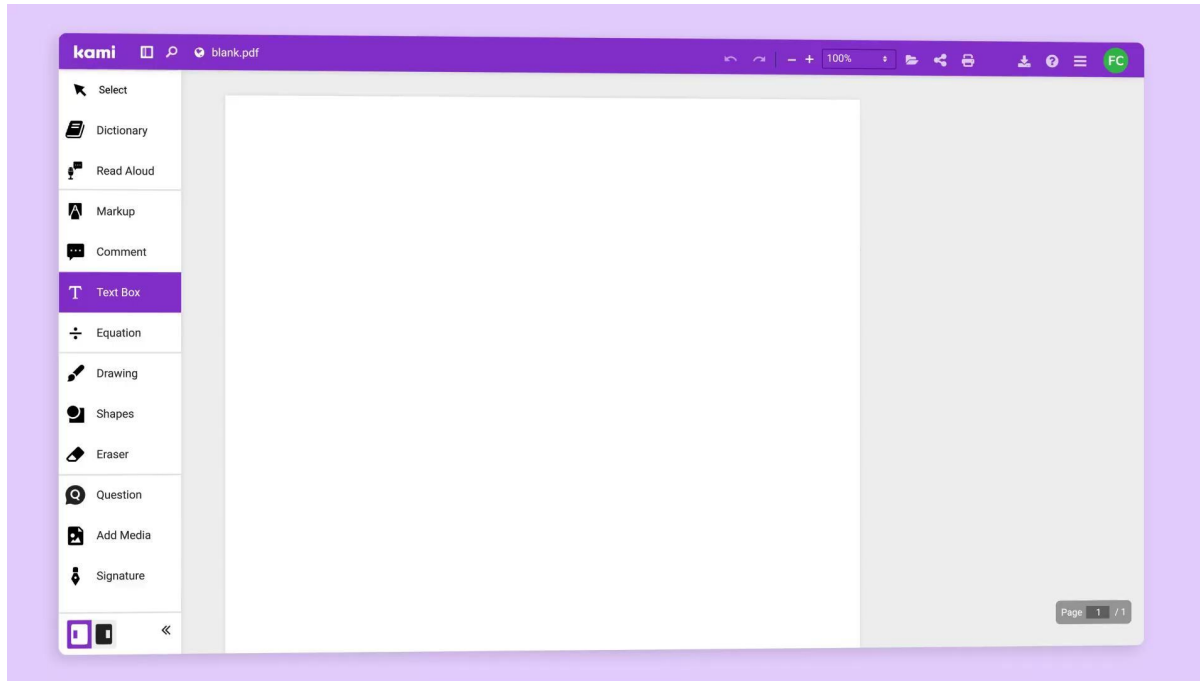 kami blank.pdf 100% FC
Select
Dictionary
Read Aloud
Markup
Comment
T Text Box
Equation
Drawing
Shapes
Eraser
Q Question
Add Media
Signature
Page 1 / 1